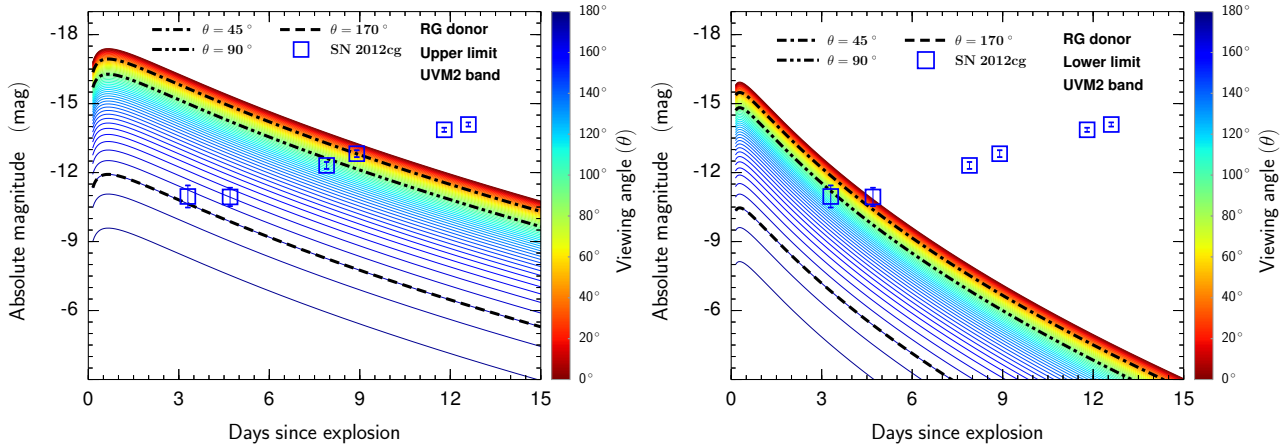 -18
-15
-12
-9
-6
Absolute magnitude (mag)
θ = 45° θ = 170°
θ = 90° SN 2012cg
RG donor
Upper limit
UVM2 band
0 3 6 9 12 15
Days since explosion
180°
160°
140°
120°
100°
80°
60°
40°
20°
0°
Viewing angle (θ)
-18
-15
-12
-9
-6
Absolute magnitude (mag)
θ = 45° θ = 170°
θ = 90° SN 2012cg
RG donor
Lower limit
UVM2 band
0 3 6 9 12 15
Days since explosion
180°
160°
140°
120°
100°
80°
60°
40°
20°
0°
Viewing angle (θ)